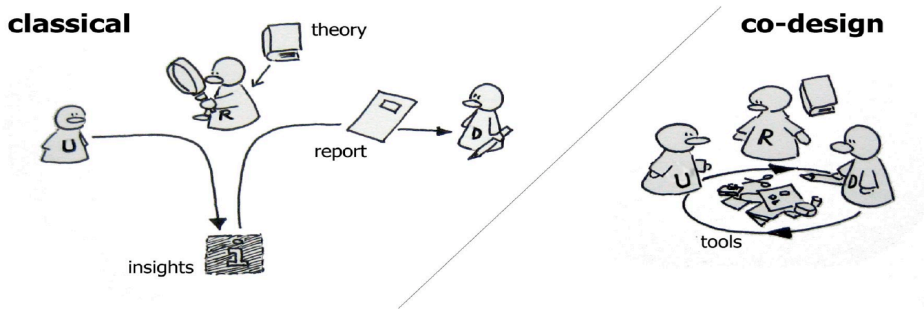 classical
theory
R
U
report
D
insights
i
co-design
R
U
D
tools